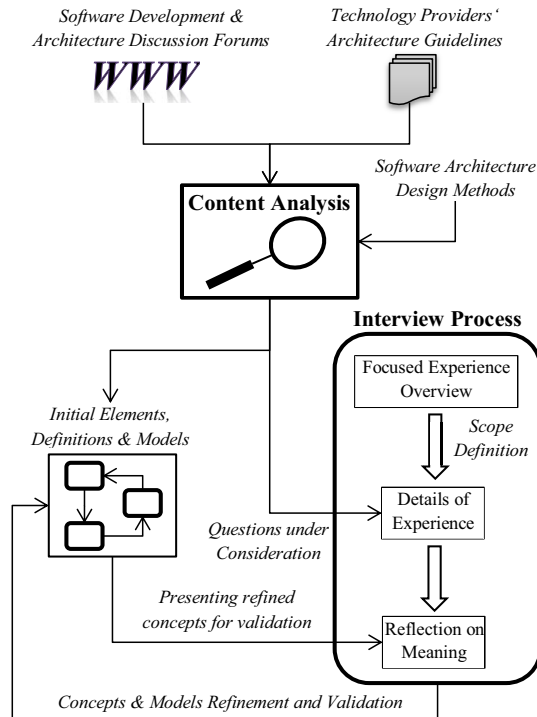 Software Development &
Architecture Discussion Forums
Technology Providers‘
Architecture Guidelines
WWW
Software Architecture
Design Methods
Content Analysis
Interview Process
Focused Experience
Overview
Scope
Definition
Initial Elements,
Definitions & Models
Details of
Experience
Questions under
Consideration
Presenting refined
concepts for validation
Reflection on
Meaning
Concepts & Models Refinement and Validation